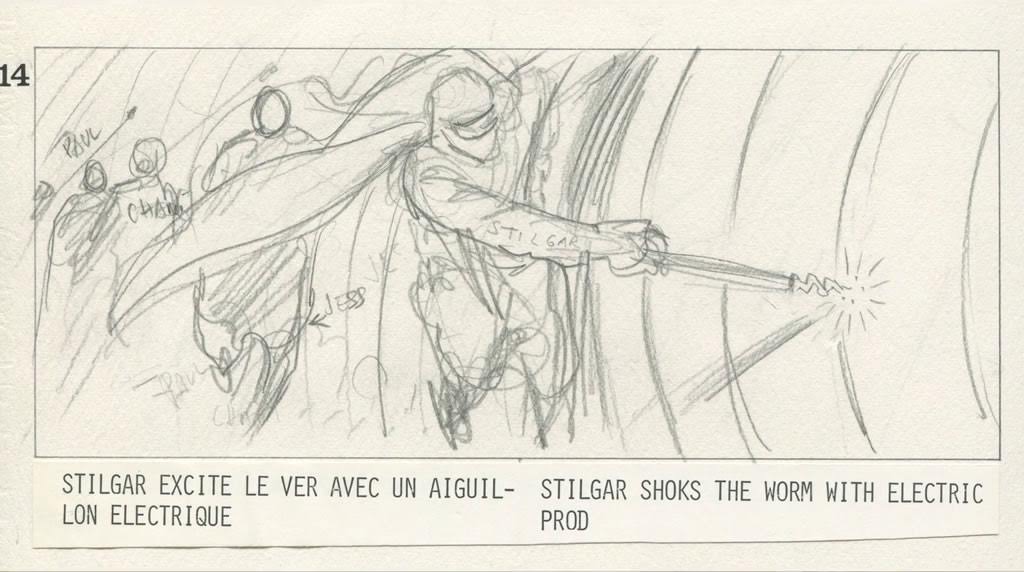 14
PAUL
CHANI
STILGAR
JESS
STILGAR EXCITE LE VER AVEC UN AIGUIL-
LON ELECTRIQUE
STILGAR SHOKS THE WORM WITH ELECTRIC
PROD